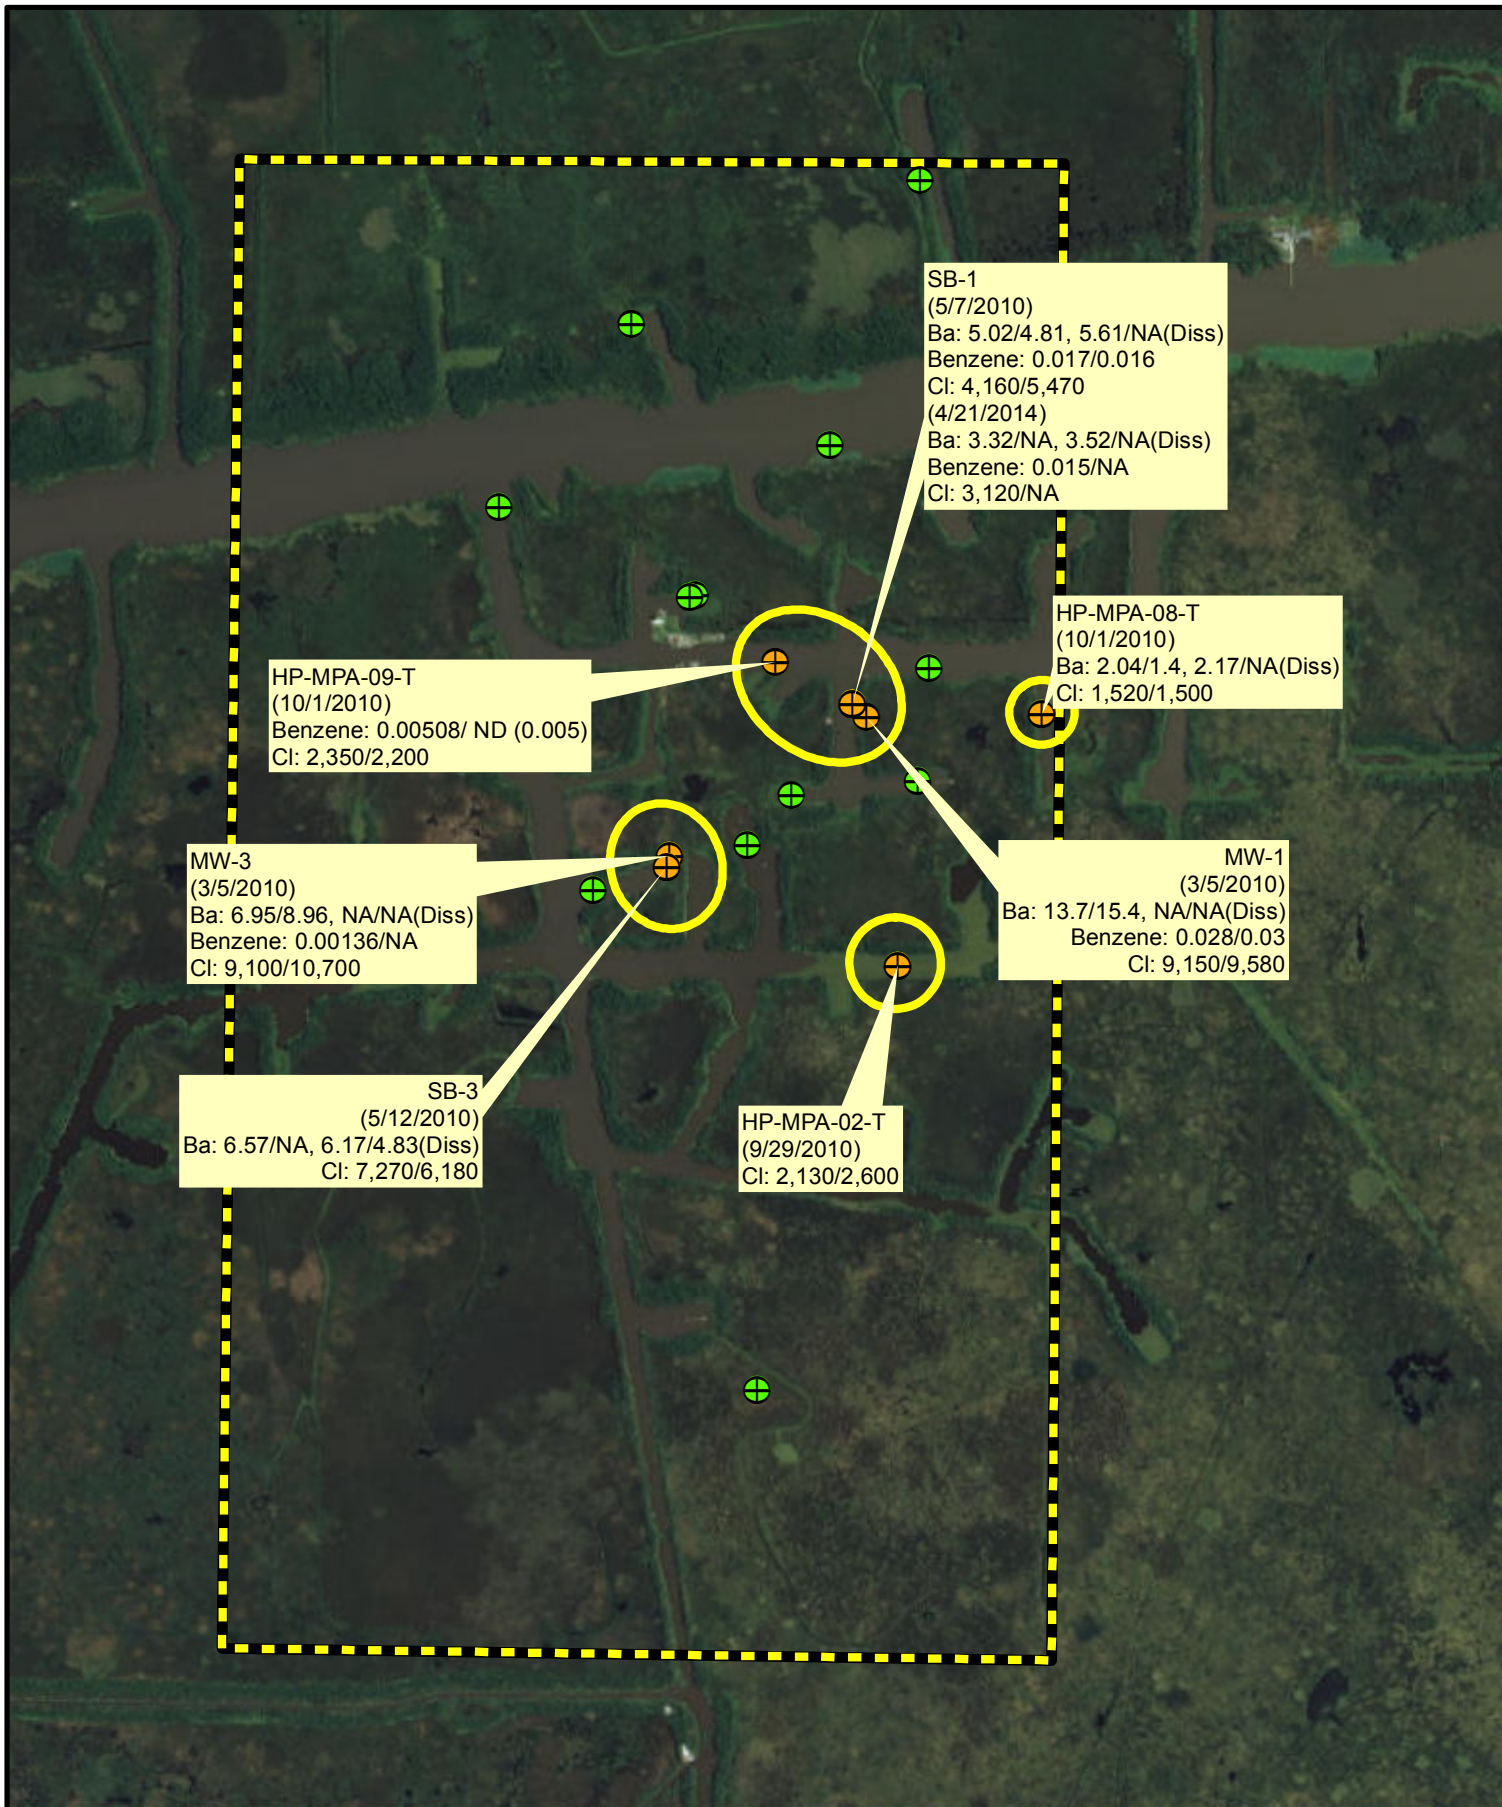 SB-1
(5/7/2010)
Ba: 5.02/4.81, 5.61/NA(Diss)
Benzene: 0.017/0.016
Cl: 4,160/5,470
(4/21/2014)
Ba: 3.32/NA, 3.52/NA(Diss)
Benzene: 0.015/NA
Cl: 3,120/NA
HP-MPA-08-T
(10/1/2010)
Ba: 2.04/1.4, 2.17/NA(Diss)
Cl: 1,520/1,500
HP-MPA-09-T
(10/1/2010)
Benzene: 0.00508/ ND (0.005)
Cl: 2,350/2,200
MW-3
(3/5/2010)
Ba: 6.95/8.96, NA/NA(Diss)
Benzene: 0.00136/NA
Cl: 9,100/10,700
MW-1
(3/5/2010)
Ba: 13.7/15.4, NA/NA(Diss)
Benzene: 0.028/0.03
Cl: 9,150/9,580
SB-3
(5/12/2010)
Ba: 6.57/NA, 6.17/4.83(Diss)
Cl: 7,270/6,180
HP-MPA-02-T
(9/29/2010)
Cl: 2,130/2,600